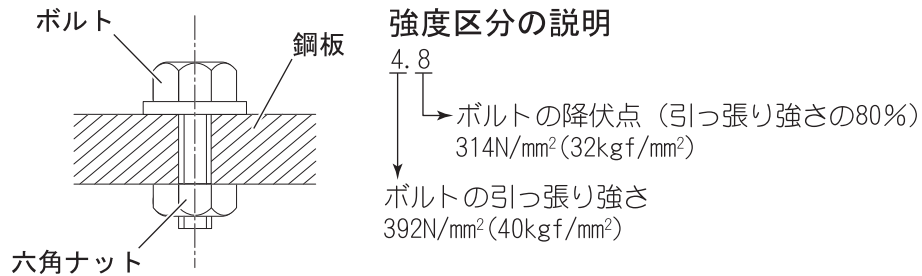 ボルト
鋼板
六角ナット
強度区分の説明
4.8
ボルトの降伏点（引っ張り強さの80％）
314N/mm²(32kgf/mm²)
ボルトの引っ張り強さ
392N/mm²(40kgf/mm²)